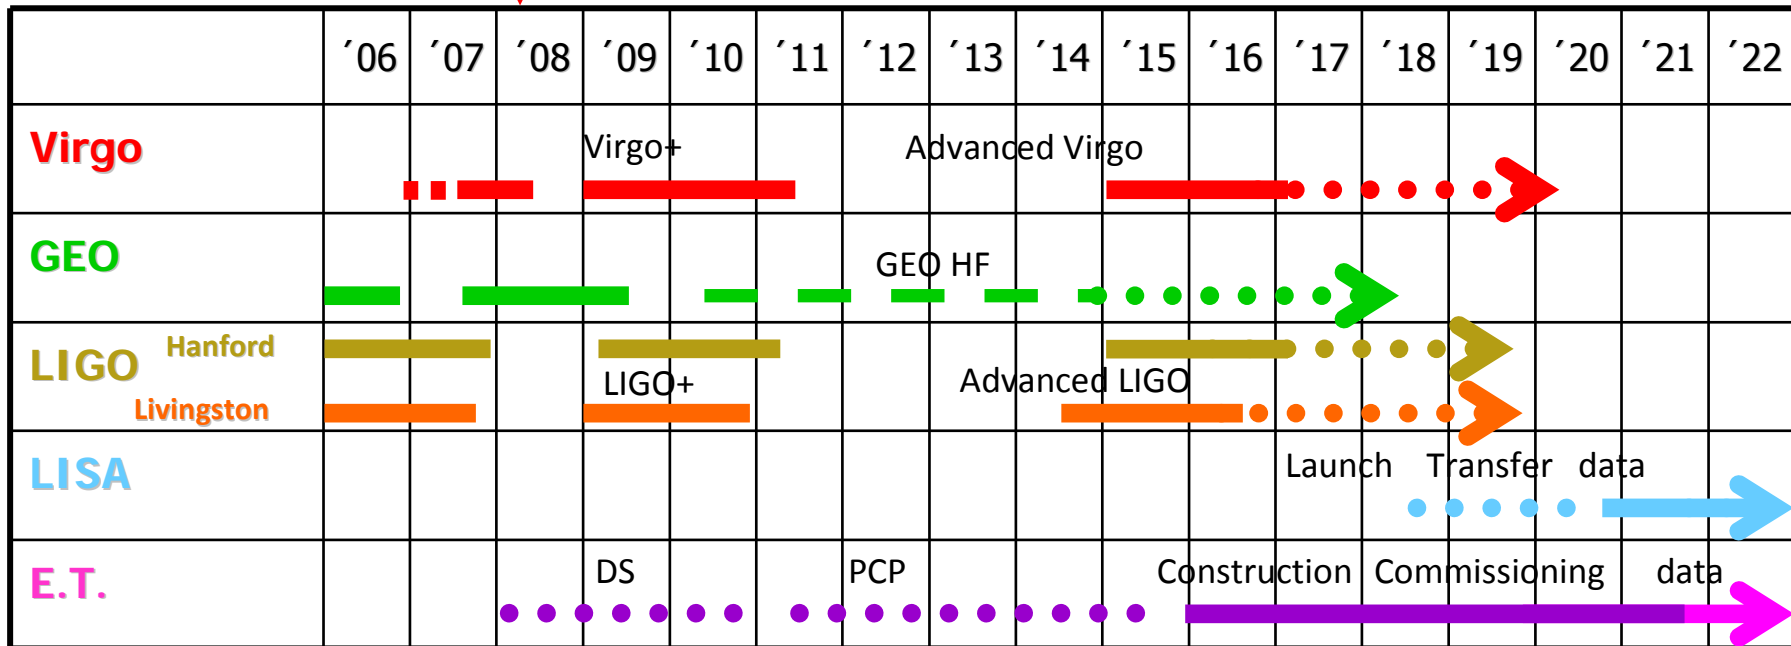 ´06 ´07 ´08 ´09 ´10 ´11 ´12 ´13 ´14 ´15 ´16 ´17 ´18 ´19 ´20 ´21 ´22
Virgo Virgo+ Advanced Virgo
GEO GEO HF
LIGO Hanford
LIGO+ Advanced LIGO
Livingston
LISA Launch Transfer data
E.T. DS PCP Construction Commissioning data